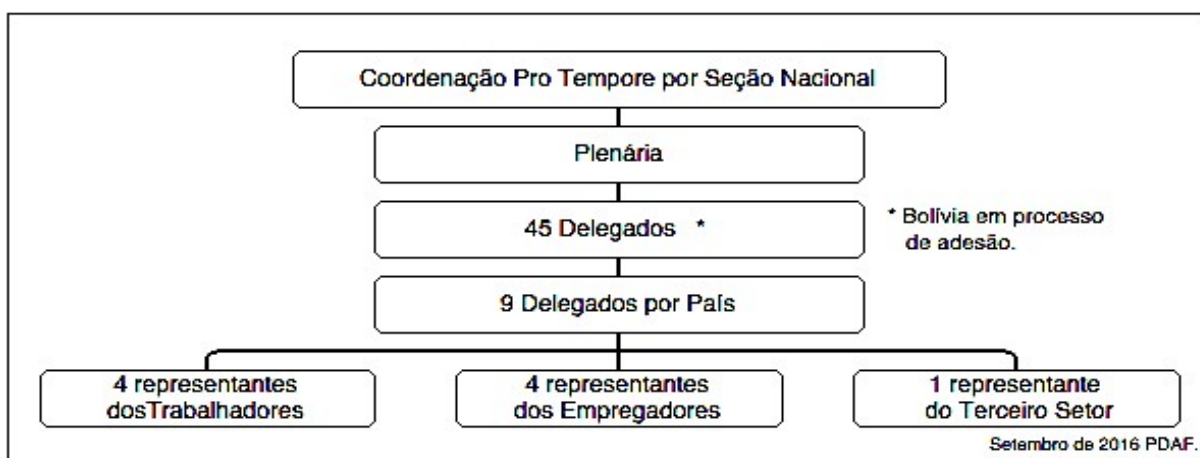 Coordenação Pro Tempore por Seção Nacional
Plenária
45 Delegados *
* Bolívia em processo
de adesão.
9 Delegados por País
4 representantes
dosTrabalhadores
4 representantes
dos Empregadores
1 representante
do Terceiro Setor
Setembro de 2016 PDAF.